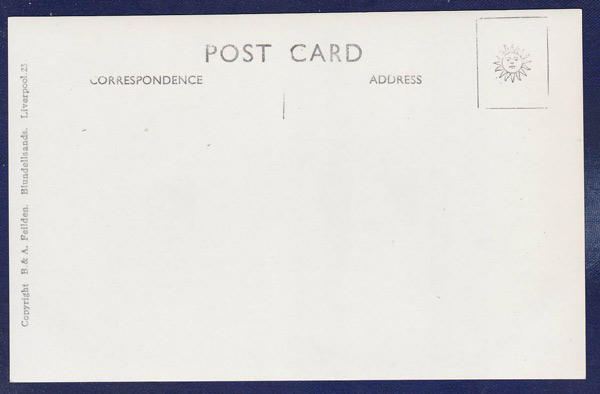 POST CARD
CORRESPONDENCE
ADDRESS
Copyright B. & A. Feilden. Blundellsands. Liverpool.23